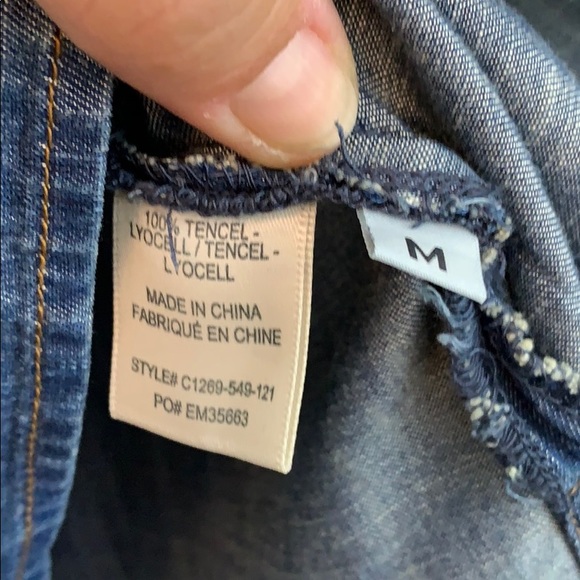 100% TENCEL -
LYOCELL / TENCEL -
LYOCELL
MADE IN CHINA
FABRIQUÉ EN CHINE
STYLE# C1269-549-121
PO# EM35663
M